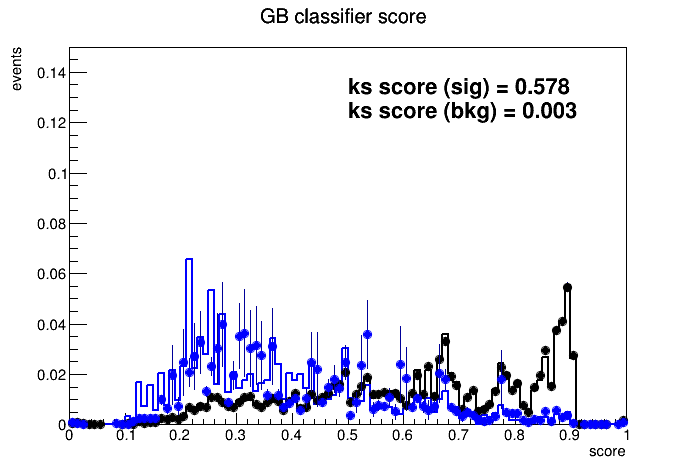 GB classifier score
events
ks score (sig) = 0.578
ks score (bkg) = 0.003
0.14
0.12
0.1
0.08
0.06
0.04
0.02
0
0 0.1 0.2 0.3 0.4 0.5 0.6 0.7 0.8 0.9 1
score